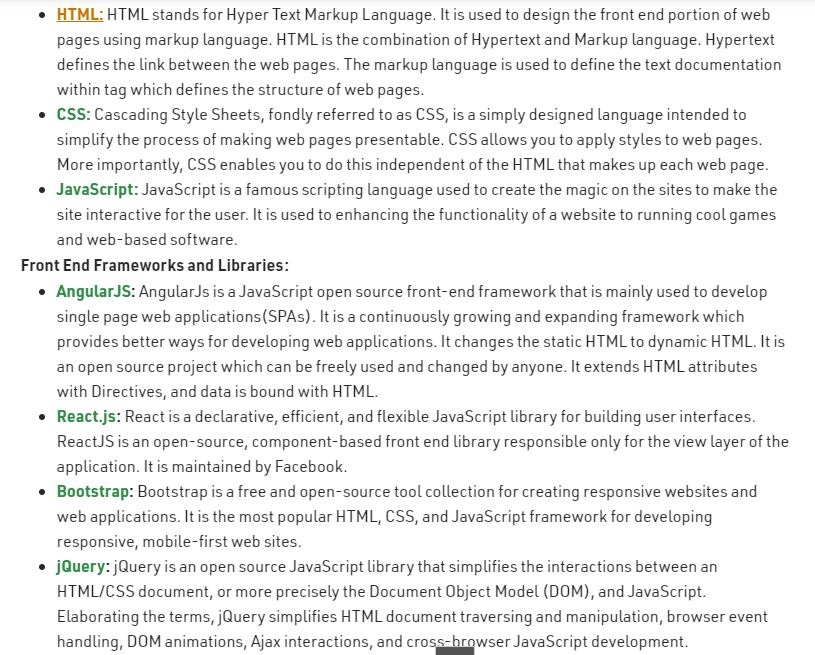 HTML: HTML stands for Hyper Text Markup Language. It is used to design the front end portion of web
pages using markup language. HTML is the combination of Hypertext and Markup language. Hypertext
defines the link between the web pages. The markup language is used to define the text documentation
within tag which defines the structure of web pages.
CSS: Cascading Style Sheets, fondly referred to as CSS, is a simply designed language intended to
simplify the process of making web pages presentable. CSS allows you to apply styles to web pages.
More importantly, CSS enables you to do this independent of the HTML that makes up each web page.
JavaScript: JavaScript is a famous scripting language used to create the magic on the sites to make the
site interactive for the user. It is used to enhancing the functionality of a website to running cool games
and web-based software.
Front End Frameworks and Libraries:
AngularJS: AngularJs is a JavaScript open source front-end framework that is mainly used to develop
single page web applications(SPAs). It is a continuously growing and expanding framework which
provides better ways for developing web applications. It changes the static HTML to dynamic HTML. It is
an open source project which can be freely used and changed by anyone. It extends HTML attributes
with Directives, and data is bound with HTML.
React.js: React is a declarative, efficient, and flexible JavaScript library for building user interfaces.
ReactJS is an open-source, component-based front end library responsible only for the view layer of the
application. It is maintained by Facebook.
Bootstrap: Bootstrap is a free and open-source tool collection for creating responsive websites and
web applications. It is the most popular HTML, CSS, and JavaScript framework for developing
responsive, mobile-first web sites.
jQuery: jQuery is an open source JavaScript library that simplifies the interactions between an
HTML/CSS document, or more precisely the Document Object Model (DOM), and JavaScript.
Elaborating the terms, jQuery simplifies HTML document traversing and manipulation, browser event
handling, DOM animations, Ajax interactions, and cross-browser JavaScript development.